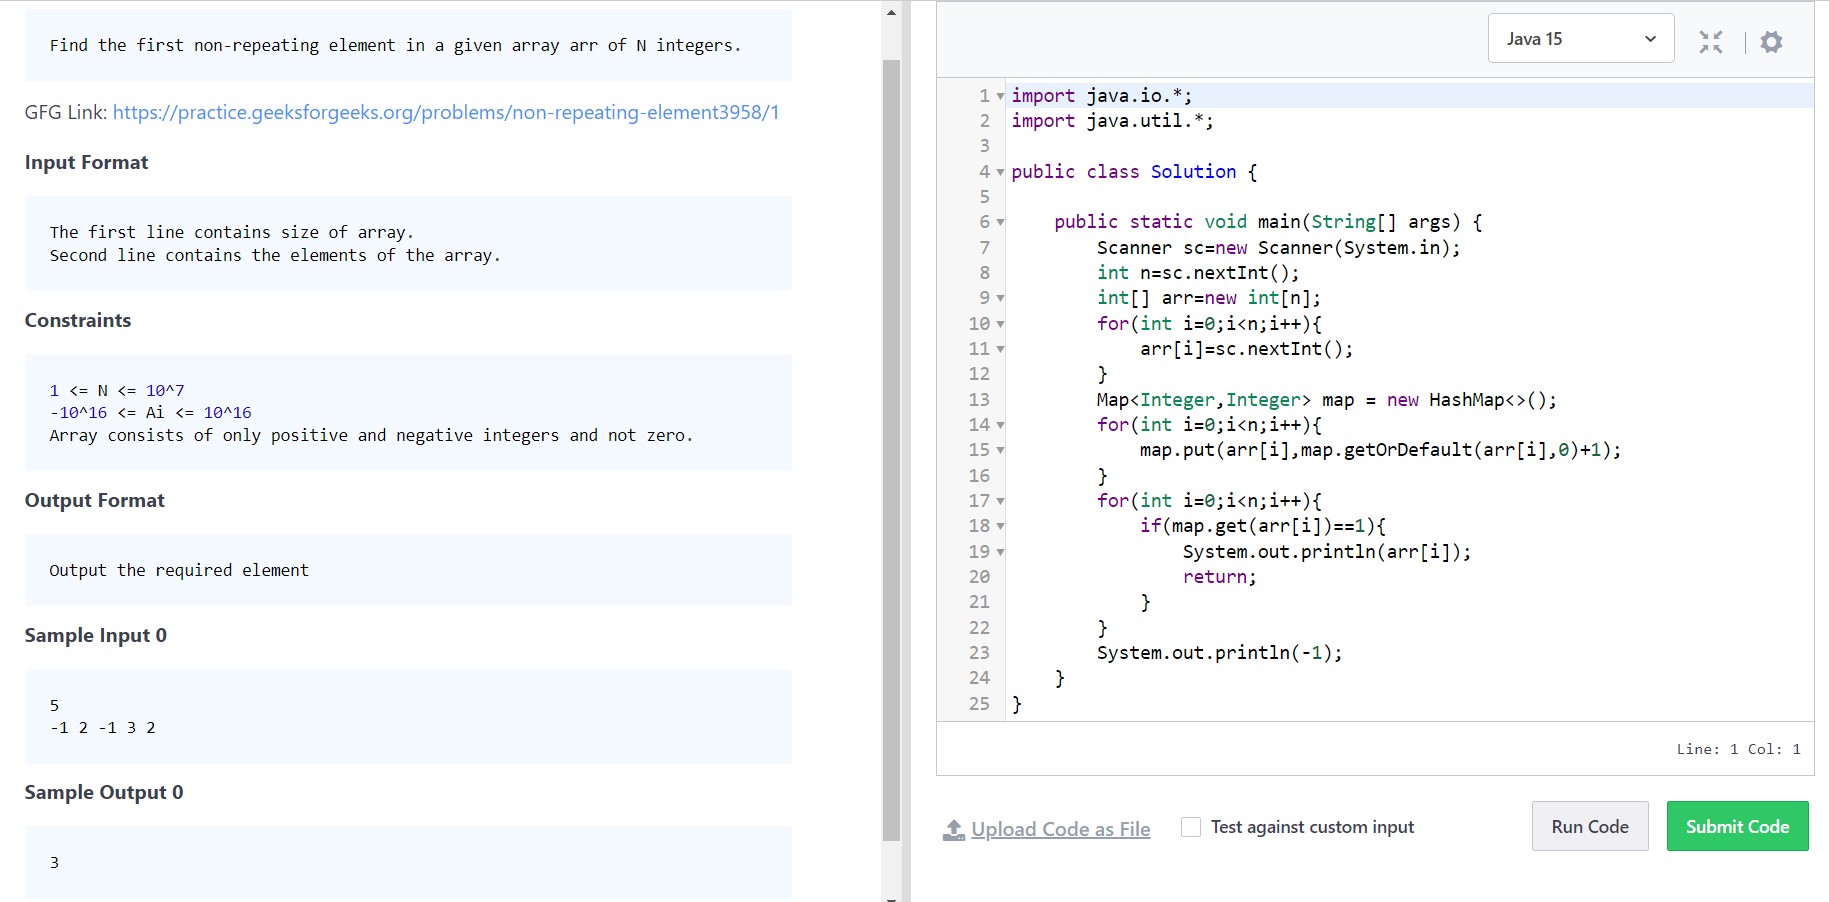 Find the first non-repeating element in a given array arr of N integers.
GFG Link: https://practice.geeksforgeeks.org/problems/non-repeating-element3958/1
Input Format
The first line contains size of array.
Second line contains the elements of the array.
Constraints
1 <= N <= 10^7
-10^16 <= Ai <= 10^16
Array consists of only positive and negative integers and not zero.
Output Format
Output the required element
Sample Input 0
5
-1 2 -1 3 2
Sample Output 0
3
Java 15
1 import java.io.*;
2 import java.util.*;
3
4 public class Solution {
5
6     public static void main(String[] args) {
7         Scanner sc=new Scanner(System.in);
8         int n=sc.nextInt();
9         int[] arr=new int[n];
10         for(int i=0;i<n;i++){
11             arr[i]=sc.nextInt();
12         }
13         Map<Integer,Integer> map = new HashMap<>();
14         for(int i=0;i<n;i++){
15             map.put(arr[i],map.getOrDefault(arr[i],0)+1);
16         }
17         for(int i=0;i<n;i++){
18             if(map.get(arr[i])==1){
19                 System.out.println(arr[i]);
20                 return;
21             }
22         }
23         System.out.println(-1);
24     }
25 }
Line: 1 Col: 1
Upload Code as File
Test against custom input
Run Code
Submit Code